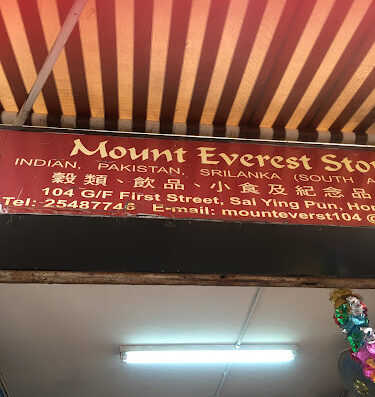 Mount Everest Sto
INDIAN, PAKISTAN, SRILANKA (SOUTH A
穀類、飲品、小食及紀念品
104 G/F First Street, Sai Ying Pun, Hon
Tel: 25487745 E-mail: mounteverst104@